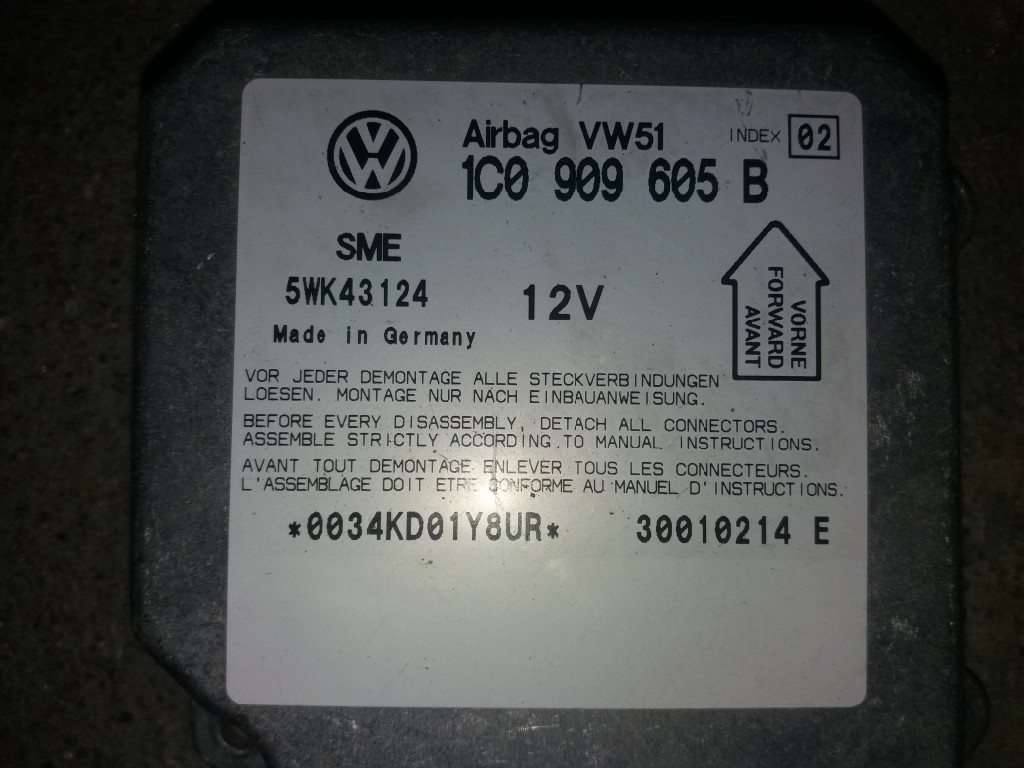 Airbag VW51 INDEX 02
1C0 909 605 B
SME
5WK43124 12V
Made in Germany
VORNE
FORWARD
AVANT
VOR JEDER DEMONTAGE ALLE STECKVERBINDUNGEN
LOESEN. MONTAGE NUR NACH EINBAUANWEISUNG.
BEFORE EVERY DISASSEMBLY, DETACH ALL CONNECTORS.
ASSEMBLE STRICTLY ACCORDING.TO MANUAL INSTRUCTIONS.
AVANT TOUT DEMONTAGE ENLEVER TOUS LES CONNECTEURS.
L'ASSEMBLAGE DOIT ETRE CONFORME AU MANUEL D'INSTRUCTIONS.
*0034KD01Y8UR* 30010214 E